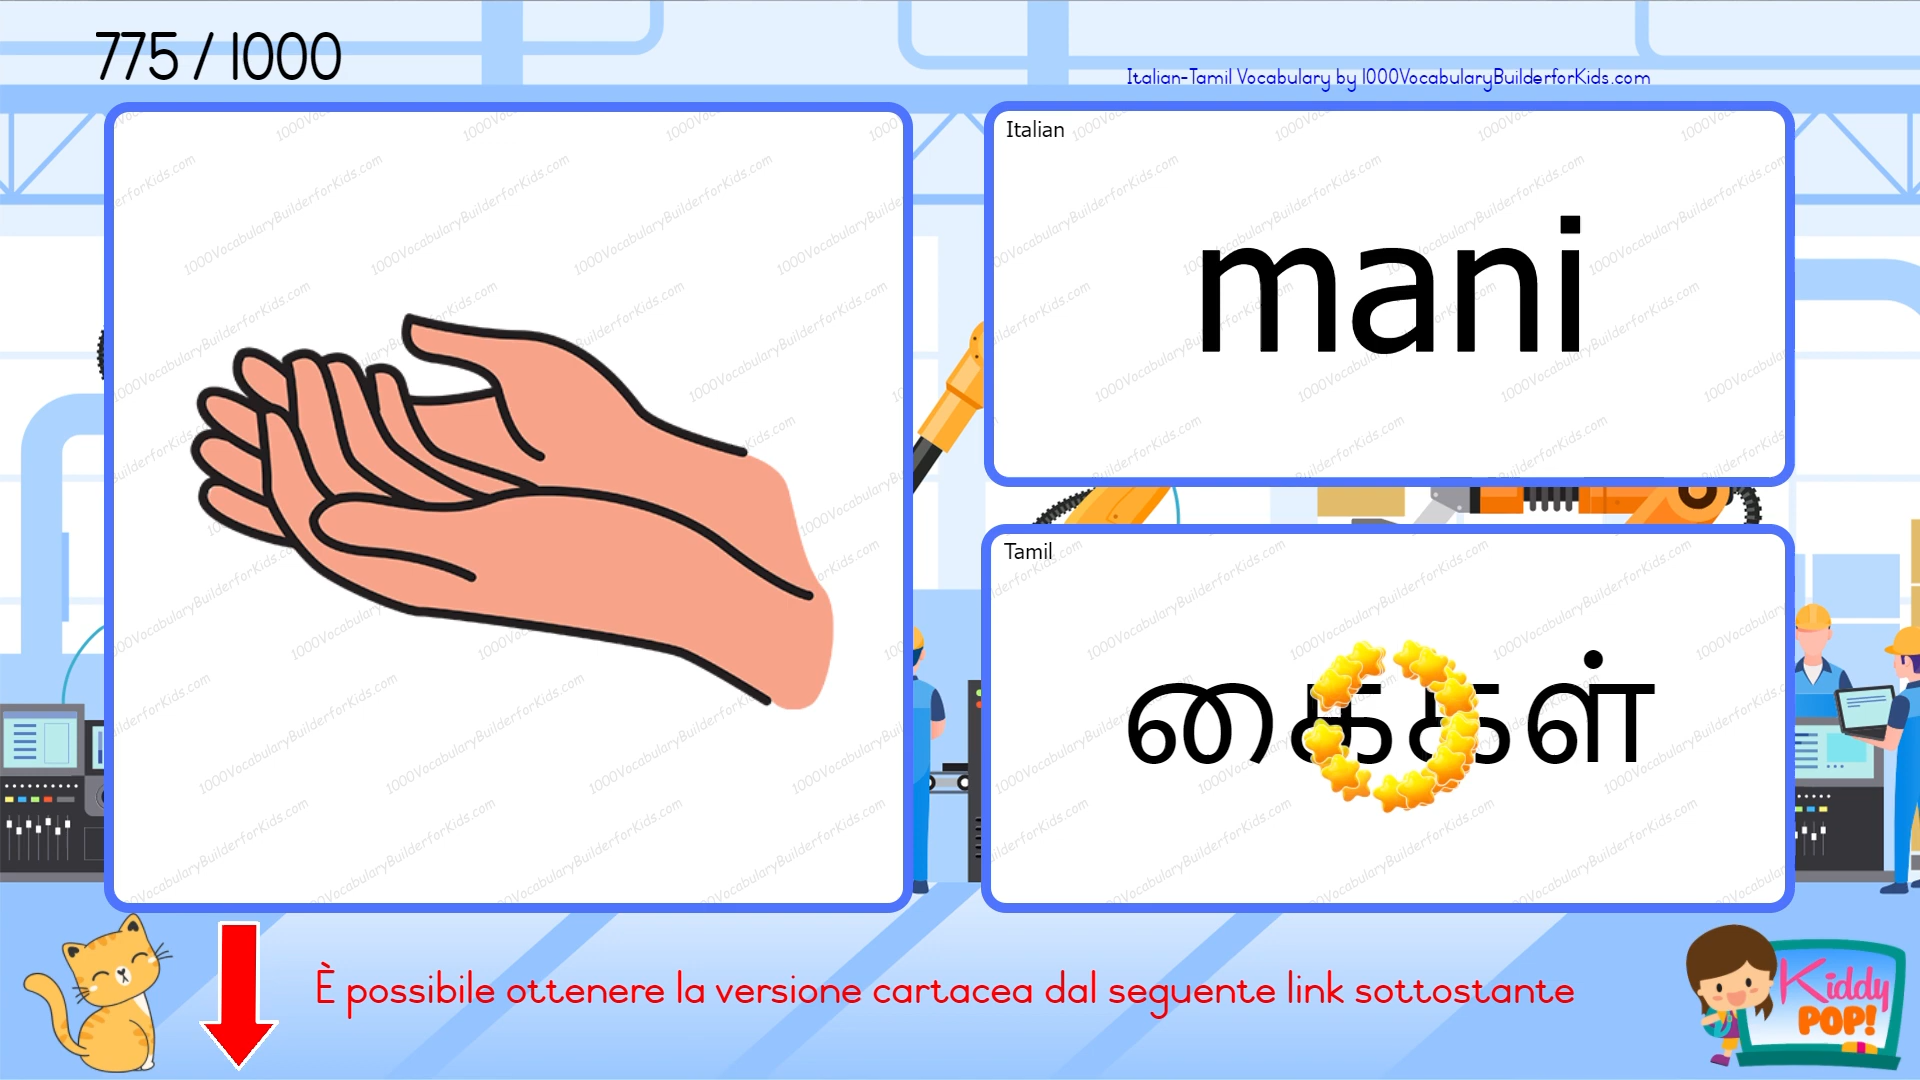 775 / 1000
Italian-Tamil Vocabulary by 1000VocabularyBuilderforKids.com
Italian
mani
Tamil
கைகள்
È possibile ottenere la versione cartacea dal seguente link sottostante
Kiddy
POP!